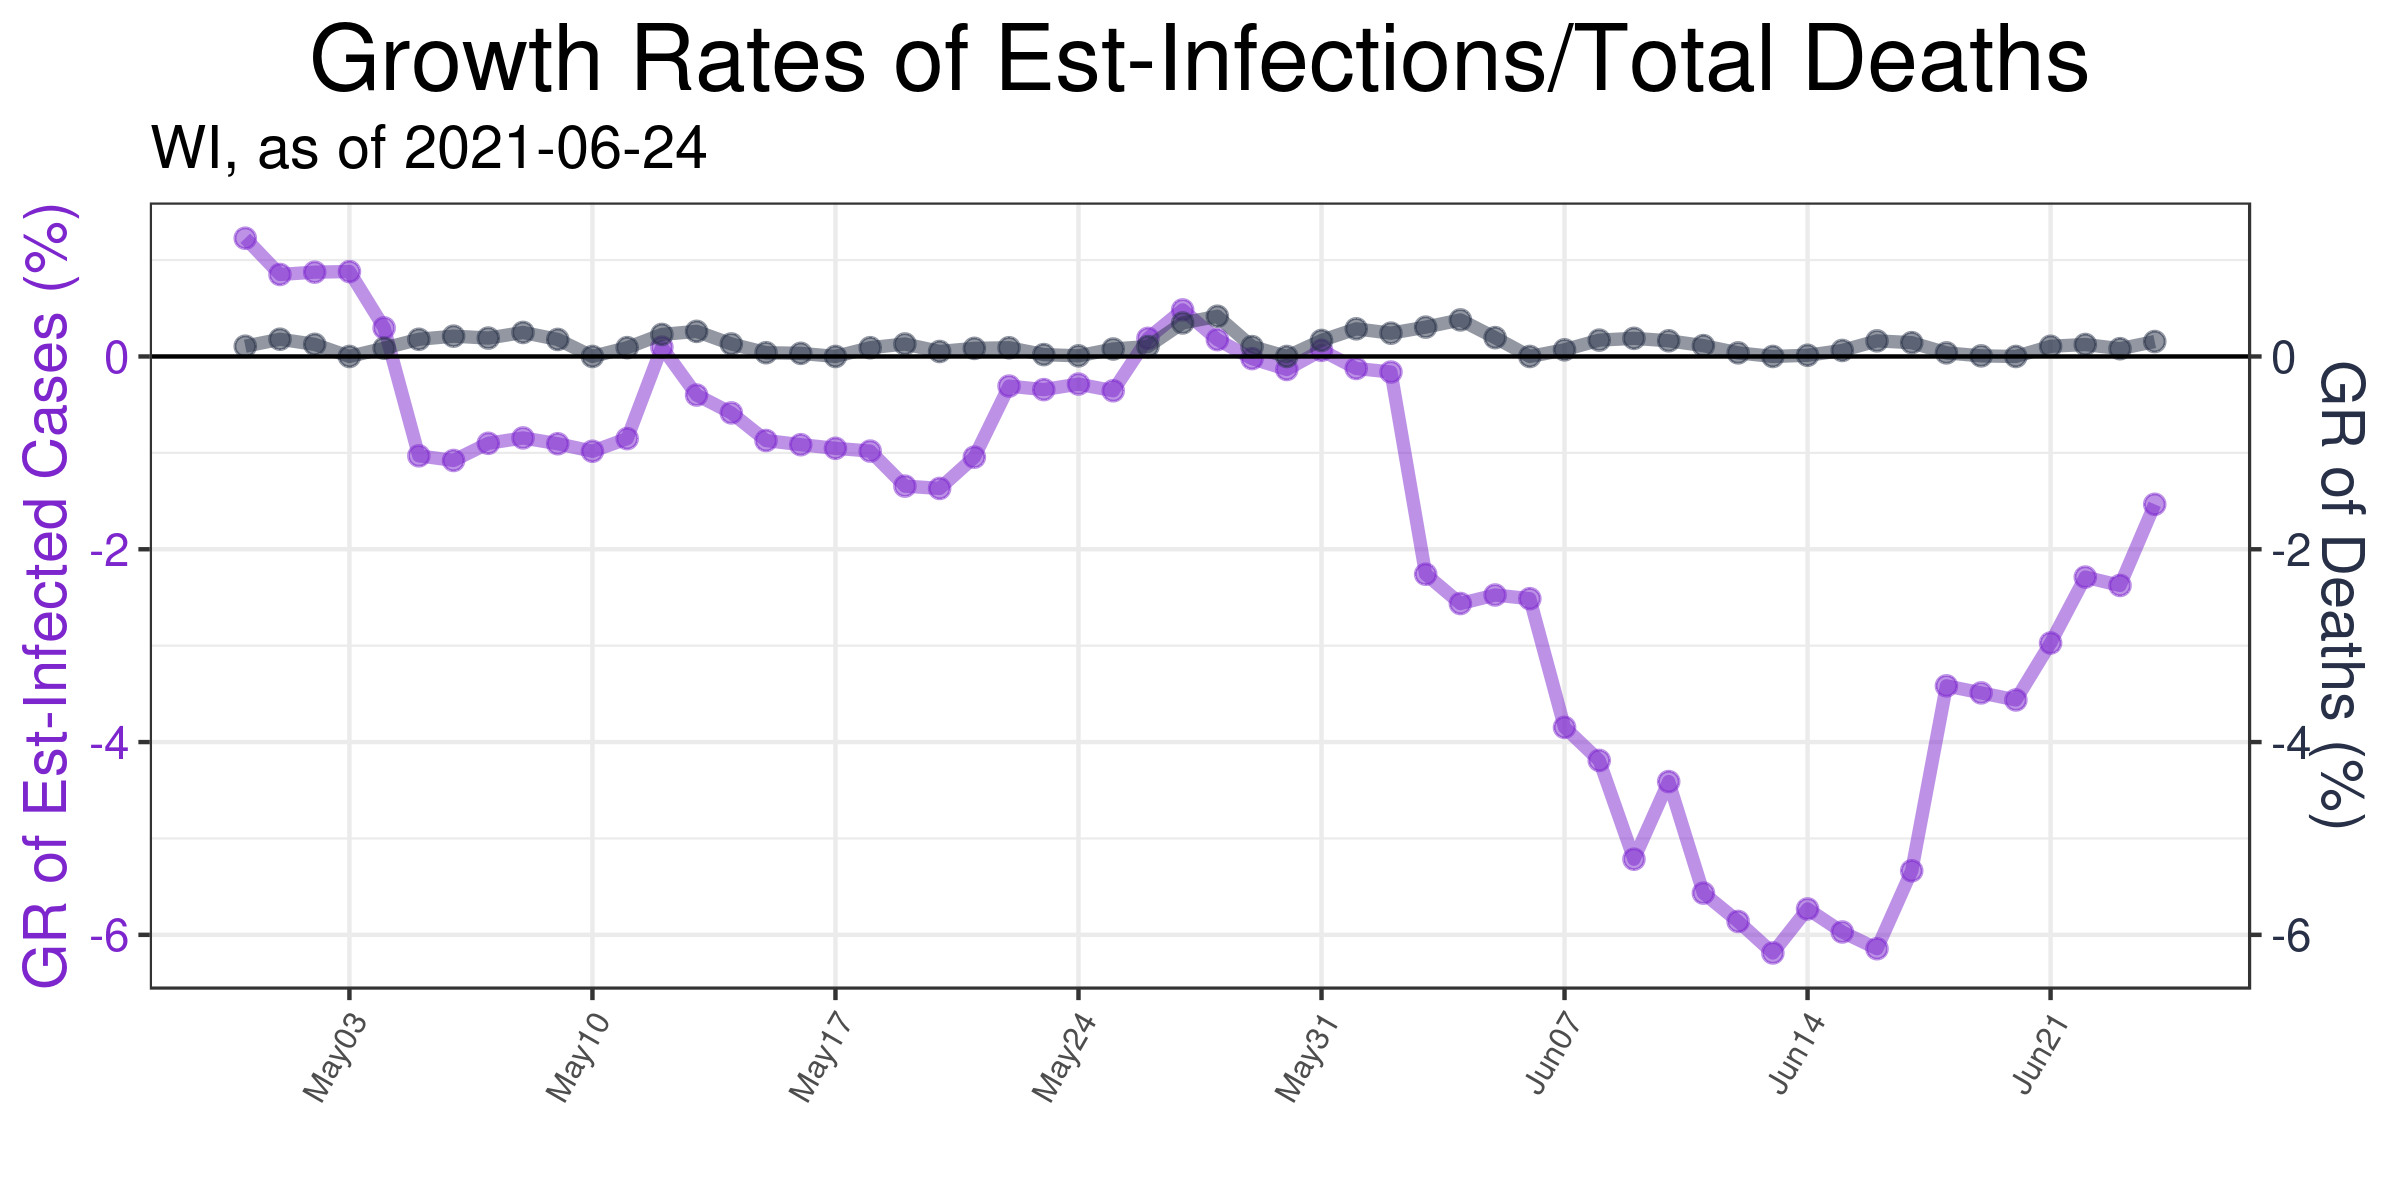 Growth Rates of Est-Infections/Total Deaths
WI, as of 2021-06-24
GR of Est-Infected Cases (%)
0
-2
-4
-6
0
-2
-4
-6
GR of Deaths (%)
May03
May10
May17
May24
May31
Jun07
Jun14
Jun21